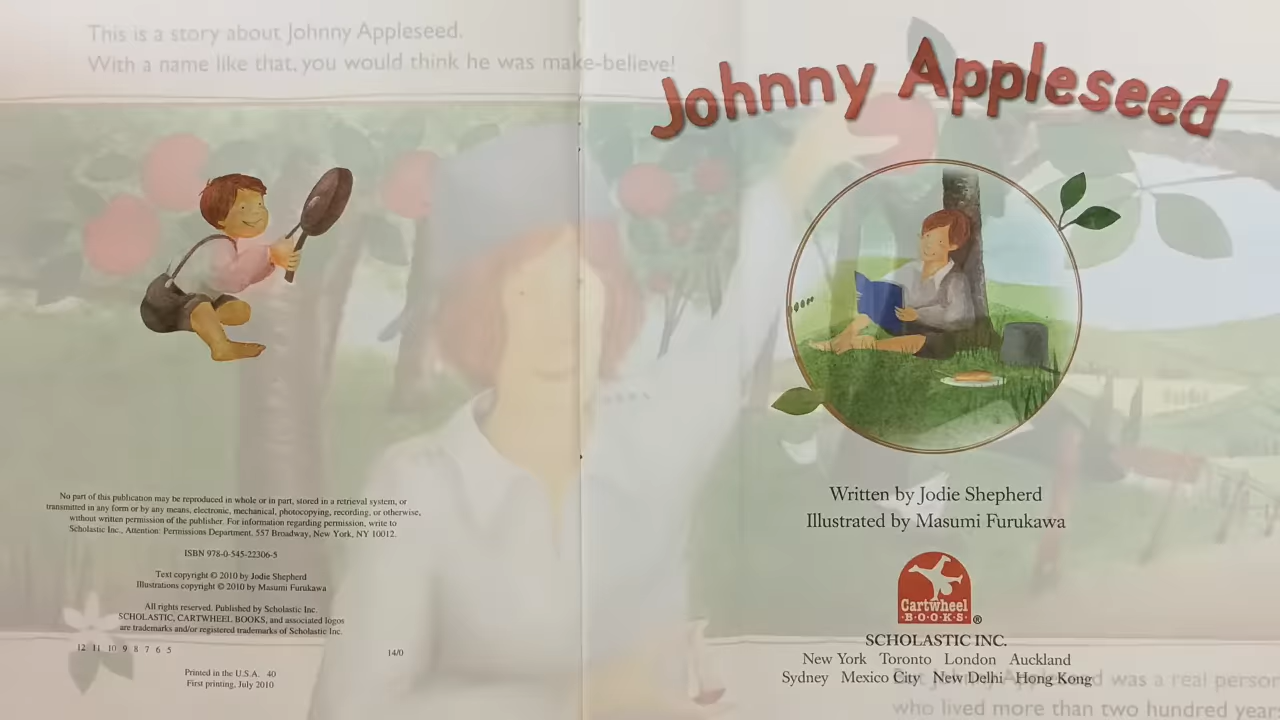 This is a story about Johnny Appleseed.
With a name like that, you would think he was make-believe!
No part of this publication may be reproduced in whole or in part, stored in a retrieval system, or
transmitted in any form or by any means, electronic, mechanical, photocopying, recording, or otherwise,
without written permission of the publisher. For information regarding permission, write to
Scholastic Inc., Attention: Permissions Department, 557 Broadway, New York, NY 10012.
ISBN 978-0-545-22306-5
Text copyright © 2010 by Jodie Shepherd
Illustrations copyright © 2010 by Masumi Furukawa
All rights reserved. Published by Scholastic Inc.
SCHOLASTIC, CARTWHEEL BOOKS, and associated logos
are trademarks and/or registered trademarks of Scholastic Inc.
12 11 10 9 8 7 6 5
14/0
Printed in the U.S.A. 40
First printing, July 2010
Johnny Appleseed
Written by Jodie Shepherd
Illustrated by Masumi Furukawa
Cartwheel
B·O·O·K·S ®
SCHOLASTIC INC.
New York Toronto London Auckland
Sydney Mexico City New Delhi Hong Kong
But Johnny Appleseed was a real person
who lived more than two hundred years